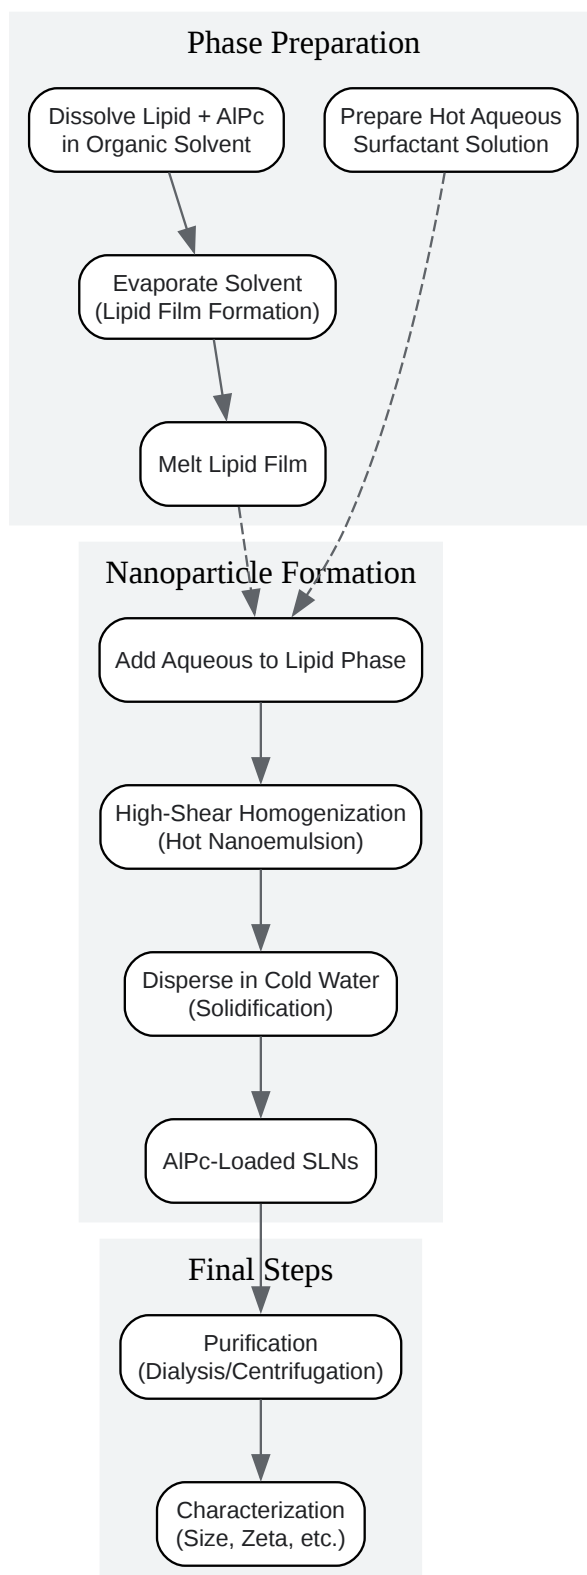 Phase Preparation
Dissolve Lipid + AlPc
in Organic Solvent
Prepare Hot Aqueous
Surfactant Solution
Evaporate Solvent
(Lipid Film Formation)
Melt Lipid Film
Nanoparticle Formation
Add Aqueous to Lipid Phase
High-Shear Homogenization
(Hot Nanoemulsion)
Disperse in Cold Water
(Solidification)
AlPc-Loaded SLNs
Final Steps
Purification
(Dialysis/Centrifugation)
Characterization
(Size, Zeta, etc.)